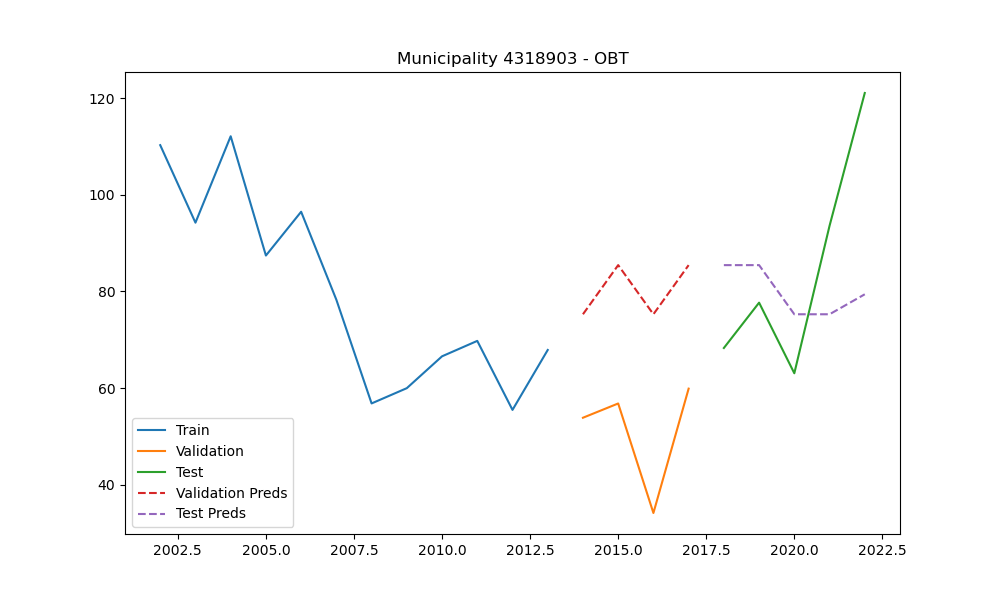 Municipality 4318903 - OBT
120
100
80
60
40
Train
Validation
Test
Validation Preds
Test Preds
2002.5 2005.0 2007.5 2010.0 2012.5 2015.0 2017.5 2020.0 2022.5